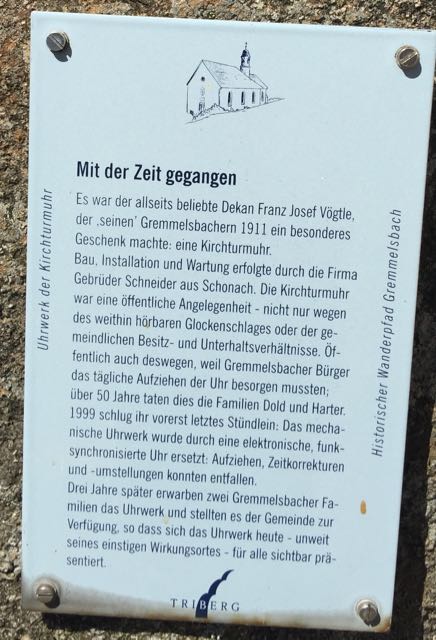 Mit der Zeit gegangen
Es war der allseits beliebte Dekan Franz Josef Vögtle,
der ‚seinen' Gremmelsbachern 1911 ein besonderes
Geschenk machte: eine Kirchturmuhr.
Bau, Installation und Wartung erfolgte durch die Firma
Gebrüder Schneider aus Schonach. Die Kirchturmuhr
war eine öffentliche Angelegenheit - nicht nur wegen
des weithin hörbaren Glockenschlages oder der ge-
meindlichen Besitz- und Unterhaltsverhältnisse. Öf-
fentlich auch deswegen, weil Gremmelsbacher Bürger
das tägliche Aufziehen der Uhr besorgen mussten;
über 50 Jahre taten dies die Familien Dold und Harter.
1999 schlug ihr vorerst letztes Stündlein: Das mecha-
nische Uhrwerk wurde durch eine elektronische, funk-
synchronisierte Uhr ersetzt: Aufziehen, Zeitkorrekturen
und -umstellungen konnten entfallen.
Drei Jahre später erwarben zwei Gremmelsbacher Fa-
milien das Uhrwerk und stellten es der Gemeinde zur
Verfügung, so dass sich das Uhrwerk heute - unweit
seines einstigen Wirkungsortes - für alle sichtbar prä-
sentiert.
Uhrwerk der Kirchturmuhr
Historischer Wanderpfad Gremmelsbach
TRIBERG